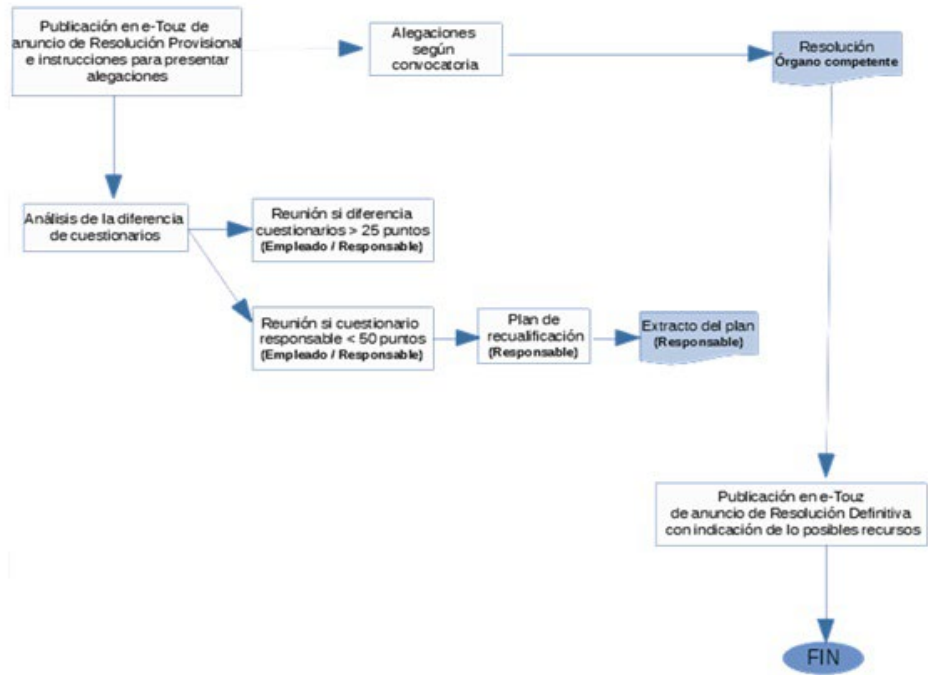 Publicación en e-Touz de
anuncio de Resolución Provisional
e instrucciones para presentar
alegaciones
Alegaciones
según
convocatoria
Resolución
Órgano competente
Análisis de la diferencia
de cuestionarios
Reunión si diferencia
cuestionarios > 25 puntos
(Empleado / Responsable)
Reunión si cuestionario
responsable < 50 puntos
(Empleado / Responsable)
Plan de
recualificación
(Responsable)
Extracto del plan
(Responsable)
Publicación en e-Touz
de anuncio de Resolución Definitiva
con indicación de lo posibles recursos
FIN